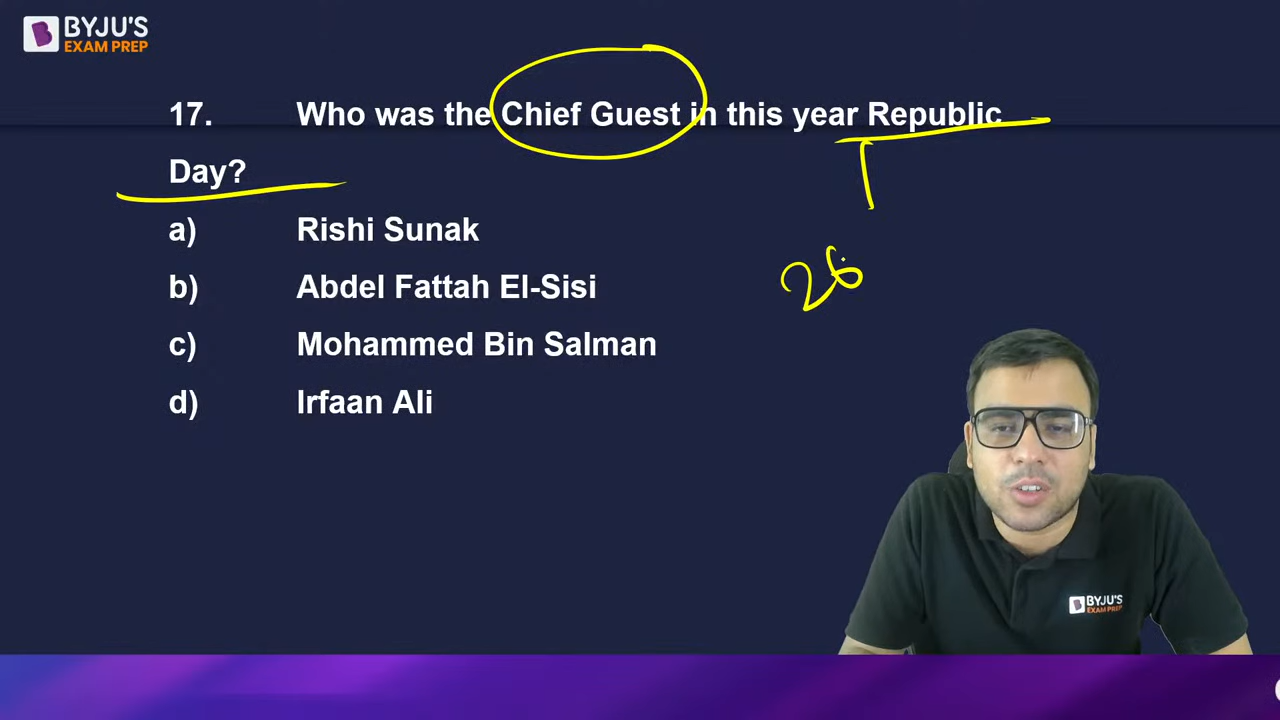 BYJU'S
EXAM PREP
17. Who was the Chief Guest in this year Republic
Day?
a) Rishi Sunak
b) Abdel Fattah El-Sisi
c) Mohammed Bin Salman
d) Irfaan Ali
26
BYJU'S
EXAM PREP